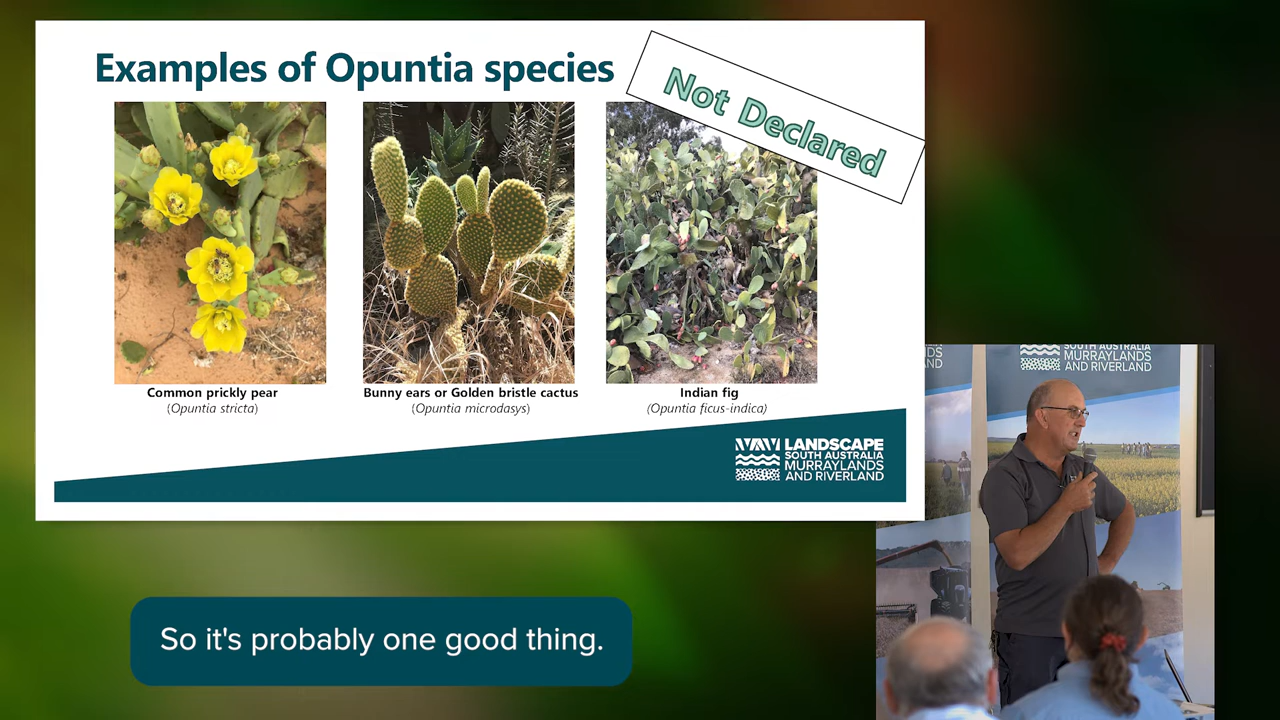 Examples of Opuntia species
Not Declared
Common prickly pear
(Opuntia stricta)
Bunny ears or Golden bristle cactus
(Opuntia microdasys)
Indian fig
(Opuntia ficus-indica)
LANDSCAPE
SOUTH AUSTRALIA
MURRAYLANDS
AND RIVERLAND
DS
ND
SOUTH AUSTRALIA
MURRAYLANDS
AND RIVERLAND
So it's probably one good thing.